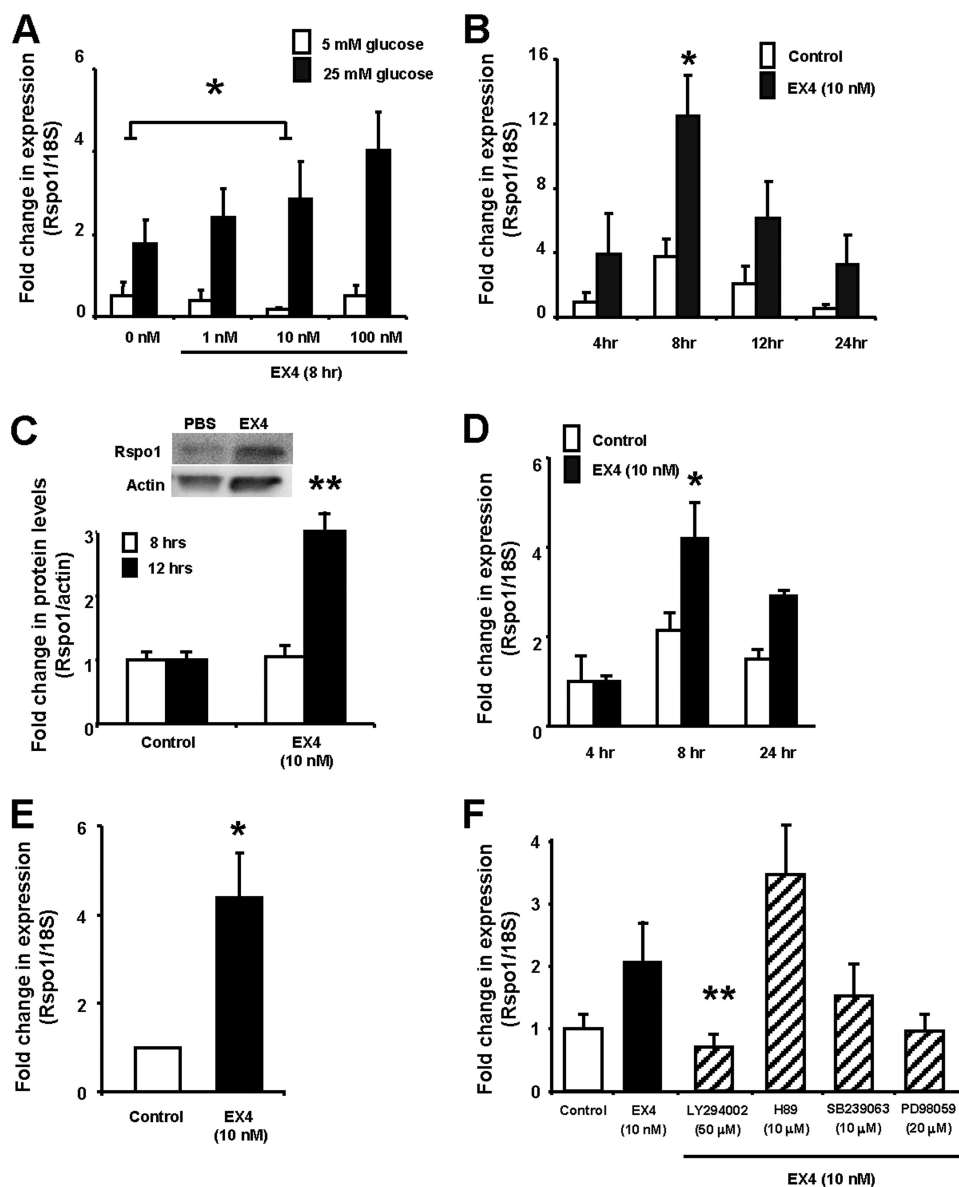 A
5 mM glucose
25 mM glucose
Fold change in expression
(Rspo1/18S)
6
4
2
0
*
0 nM 1 nM 10 nM 100 nM
EX4 (8 hr)
B
Control
EX4 (10 nM)
Fold change in expression
(Rspo1/18S)
16
12
8
4
0
*
4hr 8hr 12hr 24hr
C
PBS EX4
Rspo1
Actin
**
8 hrs
12 hrs
Fold change in protein levels
(Rspo1/actin)
3
2
1
0
Control EX4
(10 nM)
D
Control
EX4 (10 nM)
Fold change in expression
(Rspo1/18S)
6
4
2
0
*
4 hr 8 hr 24 hr
E
Fold change in expression
(Rspo1/18S)
6
4
2
0
*
Control EX4
(10 nM)
F
Fold change in expression
(Rspo1/18S)
4
3
2
1
0
**
Control EX4 LY294002 H89 SB239063 PD98059
(10 nM) (50 µM) (10 µM) (10 µM) (20 µM)
EX4 (10 nM)